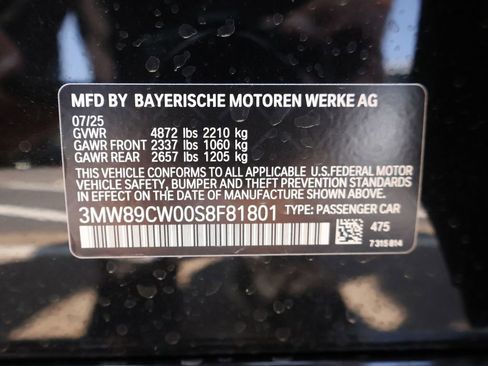 MFD BY BAYERISCHE MOTOREN WERKE AG
07/25
GVWR 4872 lbs 2210 kg
GAWR FRONT 2337 lbs 1060 kg
GAWR REAR 2657 lbs 1205 kg
THIS VEHICLE CONFORMS TO ALL APPLICABLE U.S.FEDERAL MOTOR
VEHICLE SAFETY, BUMPER AND THEFT PREVENTION STANDARDS
IN EFFECT ON THE DATE OF MANUFACTURE SHOWN ABOVE.
3MW89CW00S8F81801 TYPE: PASSENGER CAR
475
7315814